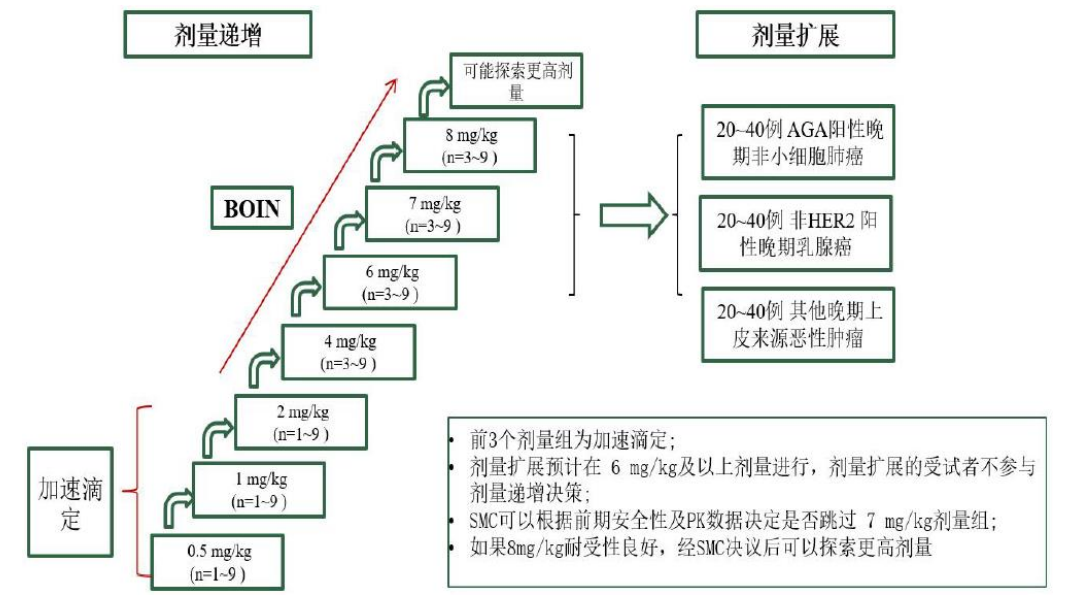 剂量递增
剂量扩展
可能探索更高剂
量
8 mg/kg
(n=3~9 )
7 mg/kg
(n=3~9 )
6 mg/kg
(n=3~9 )
4 mg/kg
(n=3~9 )
2 mg/kg
(n=1~9 )
1 mg/kg
(n=1~9 )
0.5 mg/kg
(n=1~9 )
BOIN
加速滴
定
20~40例 AGA阳性晚
期非小细胞肺癌
20~40例 非HER2 阳
性晚期乳腺癌
20~40例 其他晚期上
皮来源恶性肿瘤
• 前3个剂量组为加速滴定;
• 剂量扩展预计在 6 mg/kg及以上剂量进行，剂量扩展的受试者不参与
剂量递增决策;
• SMC可以根据前期安全性及PK数据决定是否跳过 7 mg/kg剂量组;
• 如果8mg/kg耐受性良好，经SMC决议后可以探索更高剂量